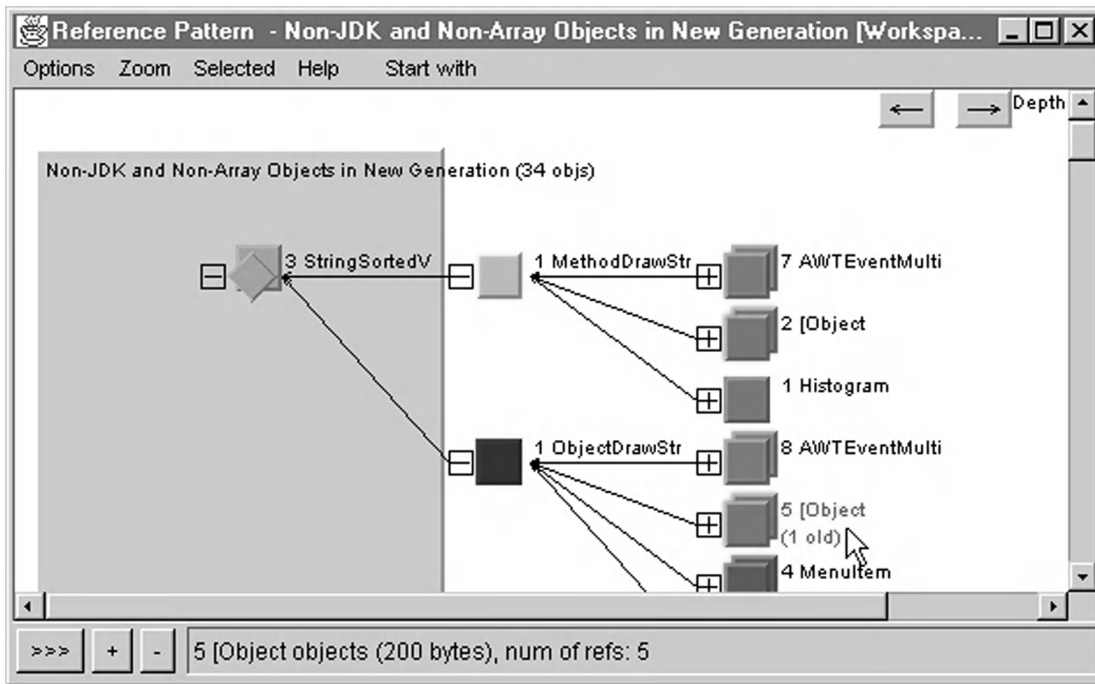 Reference Pattern - Non-JDK and Non-Array Objects in New Generation [Workspa...
Options Zoom Selected Help Start with
Depth
Non-JDK and Non-Array Objects in New Generation (34 objs)
3 StringSortedV
1 MethodDrawStr
7 AWTEventMulti
2 [Object
1 Histogram
1 ObjectDrawStr
8 AWTEventMulti
5 [Object
(1 old)
4 MenuItem
>>> + - 5 [Object objects (200 bytes), num of refs: 5